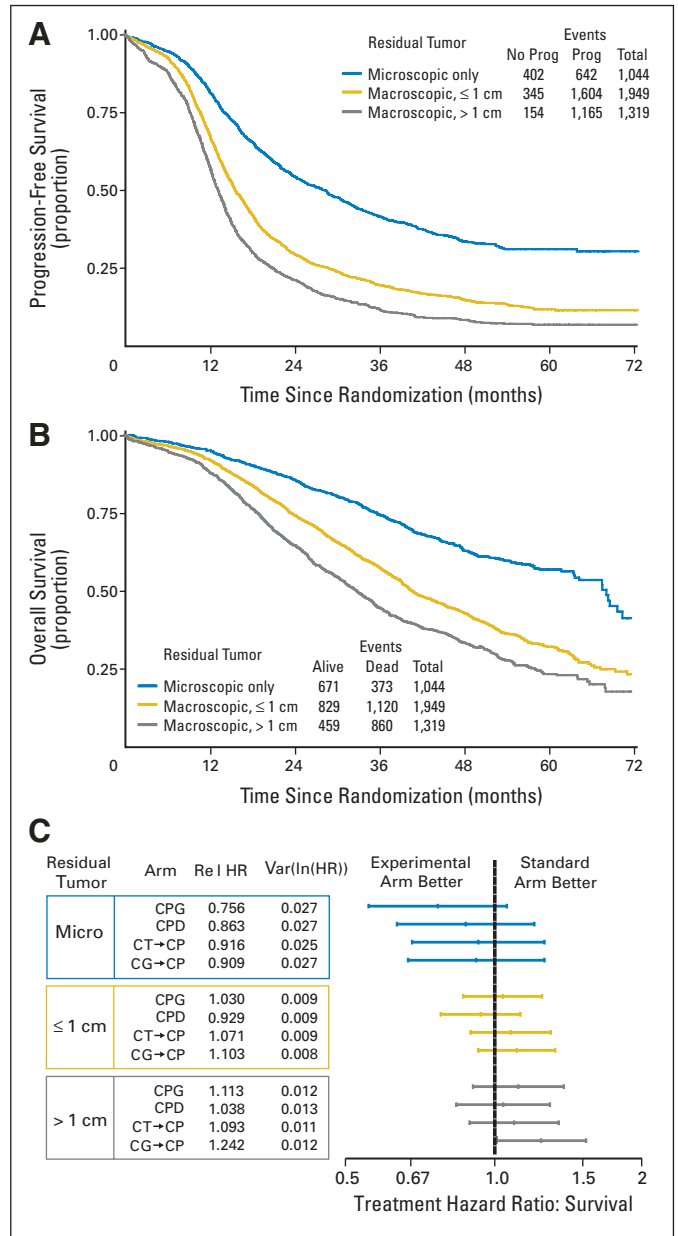 A
1.00
0.75
0.50
0.25
Progression-Free Survival
(proportion)
Residual Tumor
Events
No Prog Prog Total
Microscopic only 402 642 1,044
Macroscopic, ≤ 1 cm 345 1,604 1,949
Macroscopic, > 1 cm 154 1,165 1,319
0 12 24 36 48 60 72
Time Since Randomization (months)
B
1.00
0.75
0.50
0.25
Overall Survival
(proportion)
Residual Tumor
Events
Alive Dead Total
Microscopic only 671 373 1,044
Macroscopic, ≤ 1 cm 829 1,120 1,949
Macroscopic, > 1 cm 459 860 1,319
0 12 24 36 48 60 72
Time Since Randomization (months)
C
Residual
Tumor
Arm Rel HR Var(ln(HR))
Experimental
Arm Better
Standard
Arm Better
Micro
CPG 0.756 0.027
CPD 0.863 0.027
CT→CP 0.916 0.025
CG→CP 0.909 0.027
≤ 1 cm
CPG 1.030 0.009
CPD 0.929 0.009
CT→CP 1.071 0.009
CG→CP 1.103 0.008
> 1 cm
CPG 1.113 0.012
CPD 1.038 0.013
CT→CP 1.093 0.011
CG→CP 1.242 0.012
0.5 0.67 1.0 1.5 2
Treatment Hazard Ratio: Survival